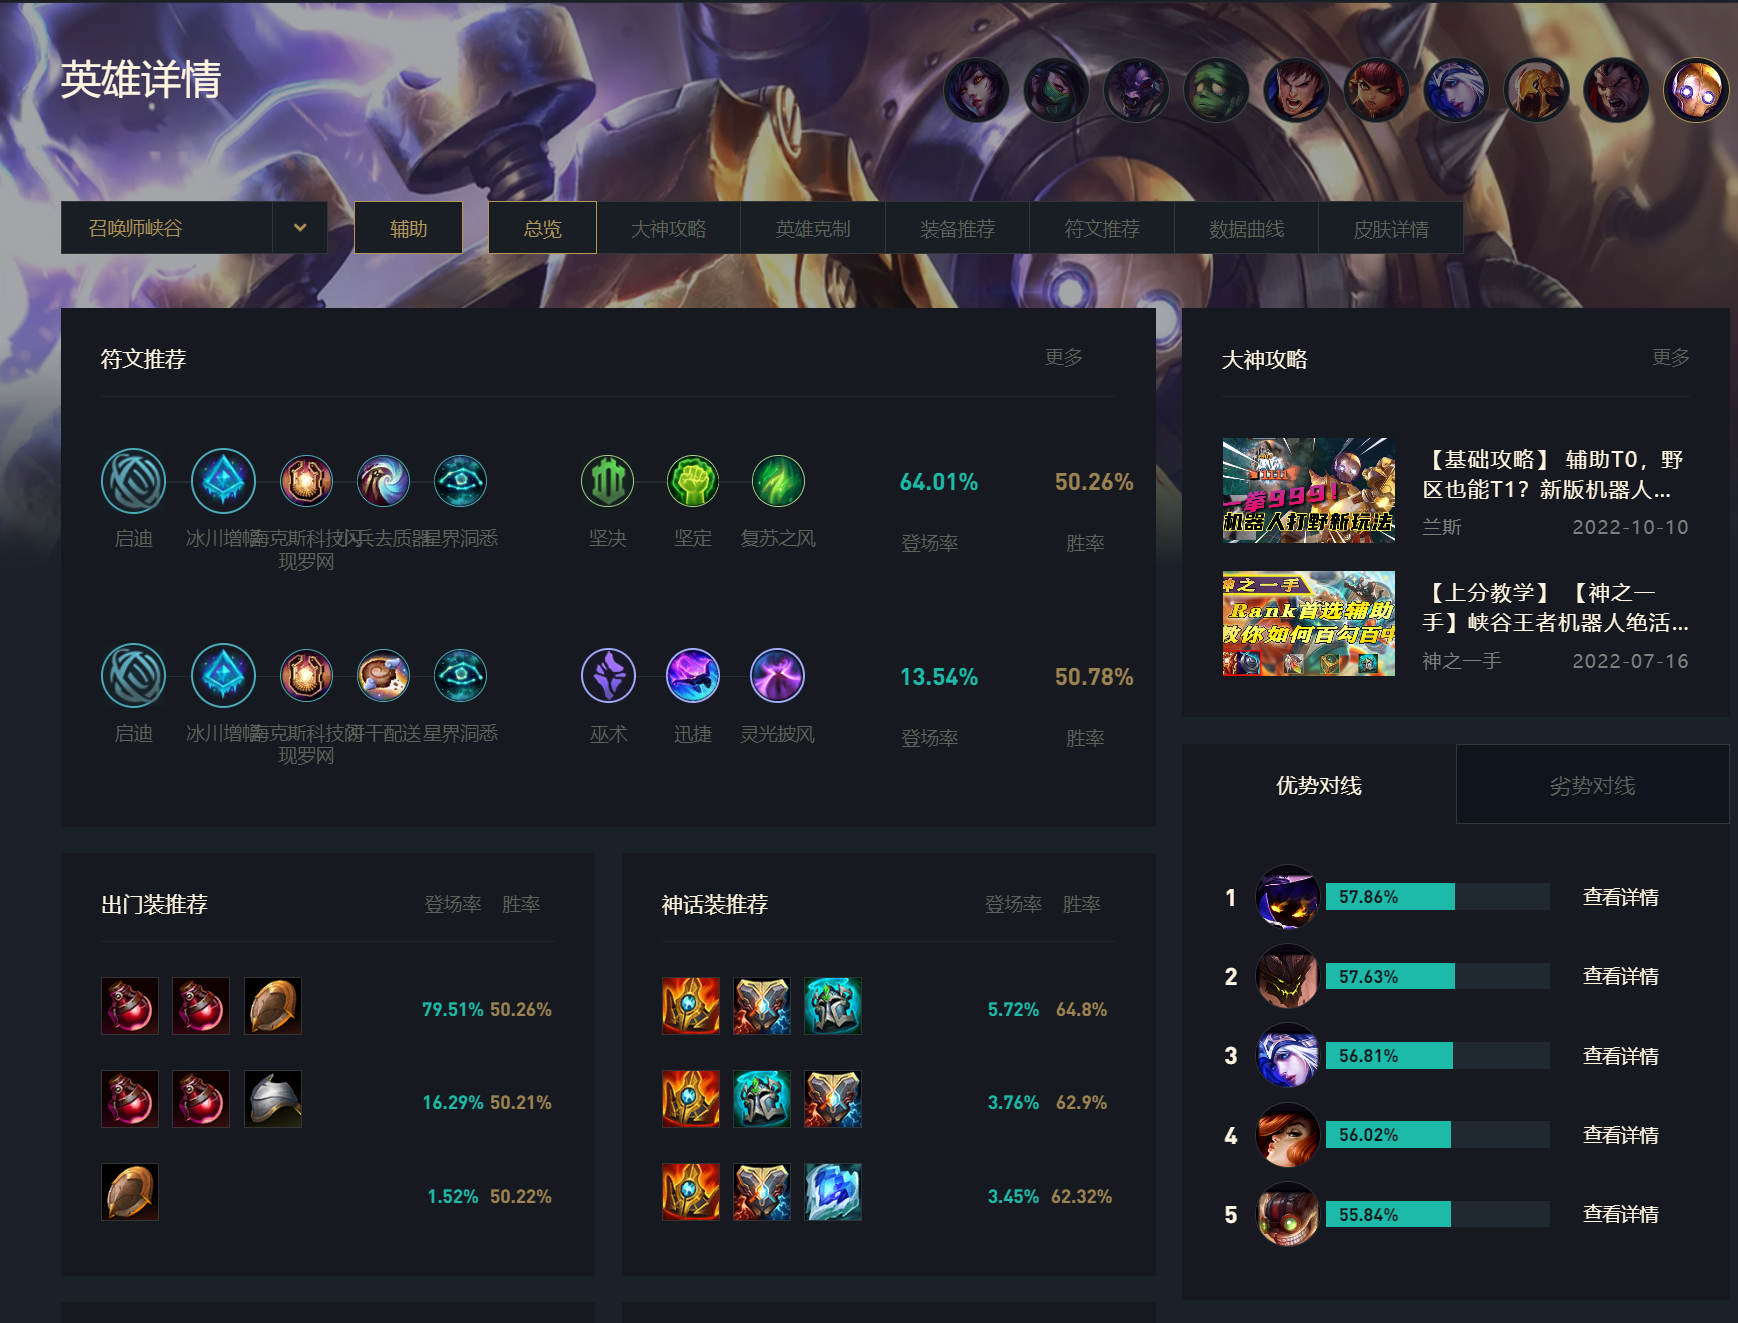 英雄详情
召唤师峡谷
辅助
总览
大神攻略
英雄克制
装备推荐
符文推荐
数据曲线
皮肤详情
符文推荐
更多
启迪
冰川增幅
海克斯科技闪
现罗网
小兵去质器
星界洞悉
坚决
坚定
复苏之风
64.01%
登场率
50.26%
胜率
启迪
冰川增幅
海克斯科技闪
现罗网
饼干配送
星界洞悉
巫术
迅捷
灵光披风
13.54%
登场率
50.78%
胜率
大神攻略
更多
一拳999!
机器人打野新玩法
【基础攻略】 辅助T0，野
区也能T1？新版机器人...
兰斯
2022-10-10
神之一手
Rank首选辅助
教你如何百勾百中
【上分教学】 【神之一
手】峡谷王者机器人绝活...
神之一手
2022-07-16
优势对线
劣势对线
1
57.86%
查看详情
2
57.63%
查看详情
3
56.81%
查看详情
4
56.02%
查看详情
5
55.84%
查看详情
出门装推荐
登场率
胜率
79.51%
50.26%
16.29%
50.21%
1.52%
50.22%
神话装推荐
登场率
胜率
5.72%
64.8%
3.76%
62.9%
3.45%
62.32%